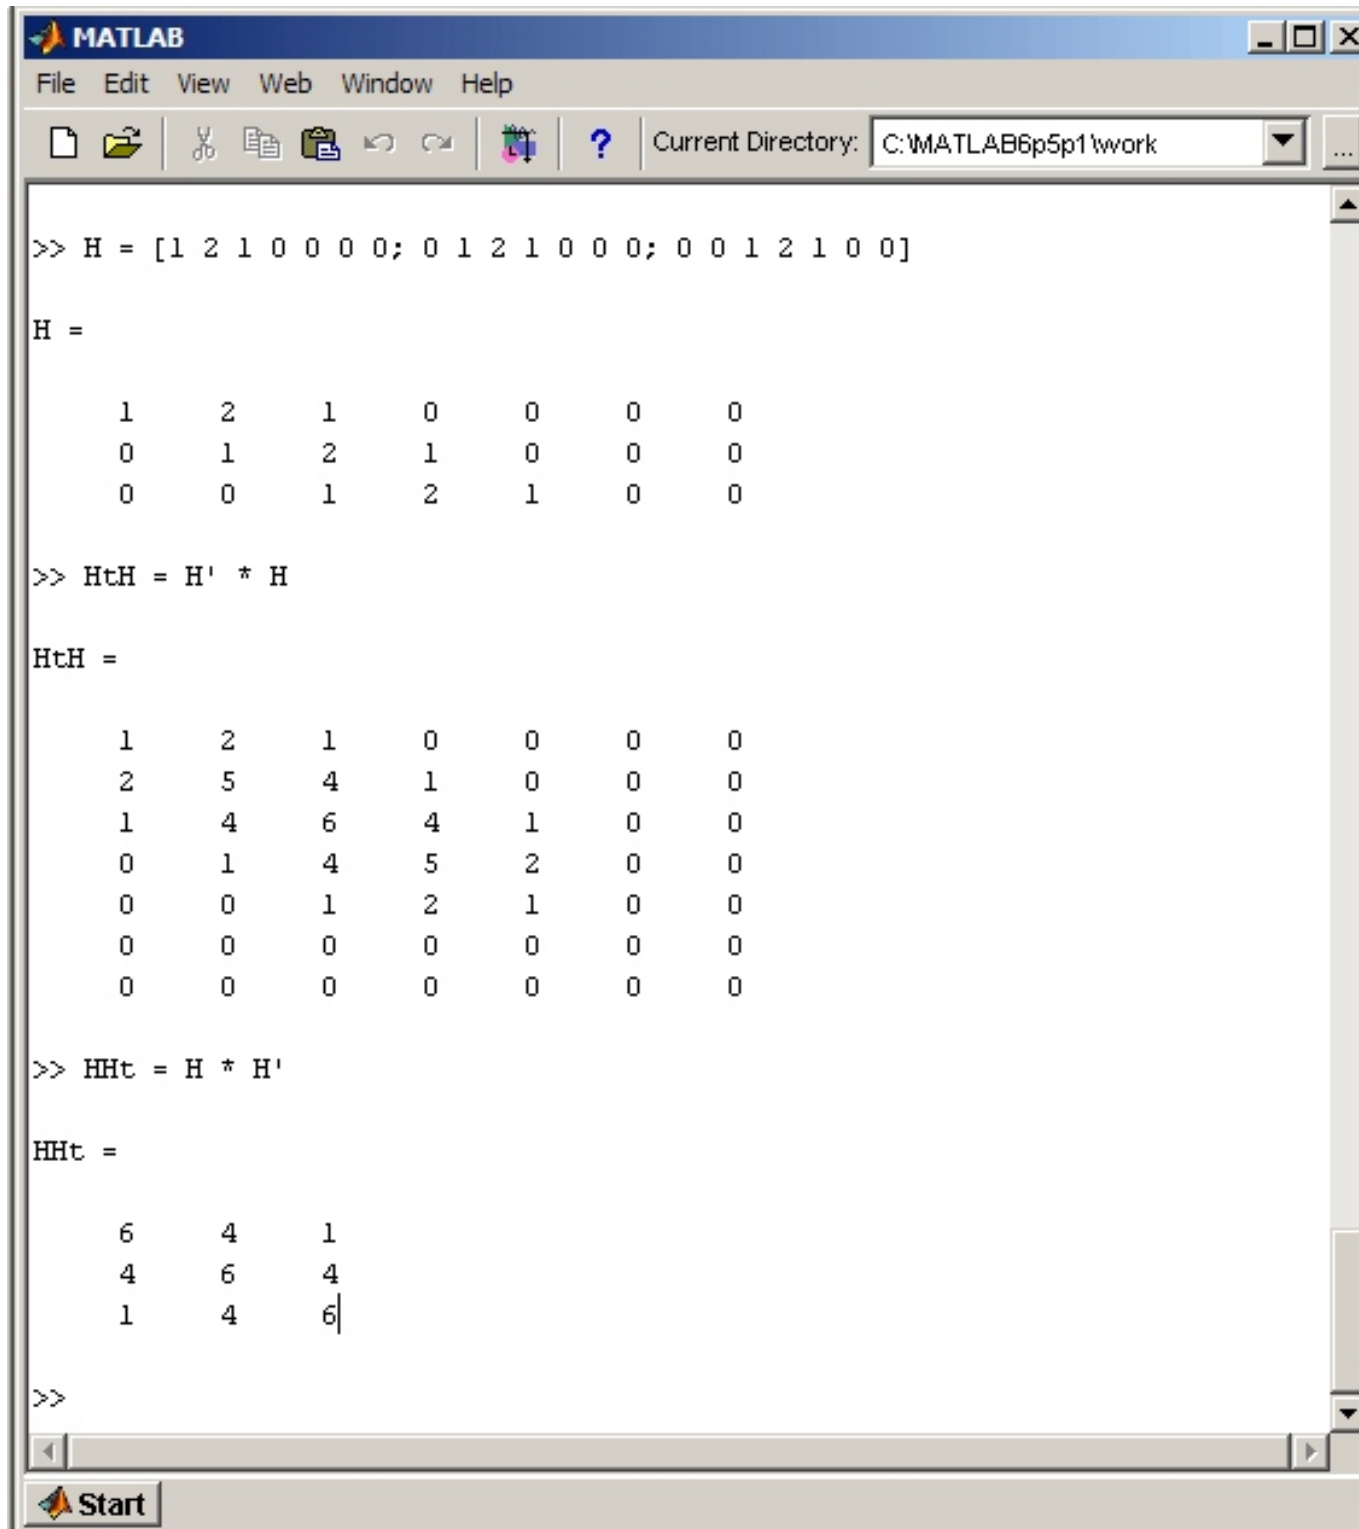 MATLAB
File Edit View Web Window Help
? Current Directory: C:\MATLAB6p5p1\work ...
>> H = [1 2 1 0 0 0 0; 0 1 2 1 0 0 0; 0 0 1 2 1 0 0]
H =
1 2 1 0 0 0 0
0 1 2 1 0 0 0
0 0 1 2 1 0 0
>> HtH = H' * H
HtH =
1 2 1 0 0 0 0
2 5 4 1 0 0 0
1 4 6 4 1 0 0
0 1 4 5 2 0 0
0 0 1 2 1 0 0
0 0 0 0 0 0 0
0 0 0 0 0 0 0
>> HHt = H * H'
HHt =
6 4 1
4 6 4
1 4 6
>>
Start